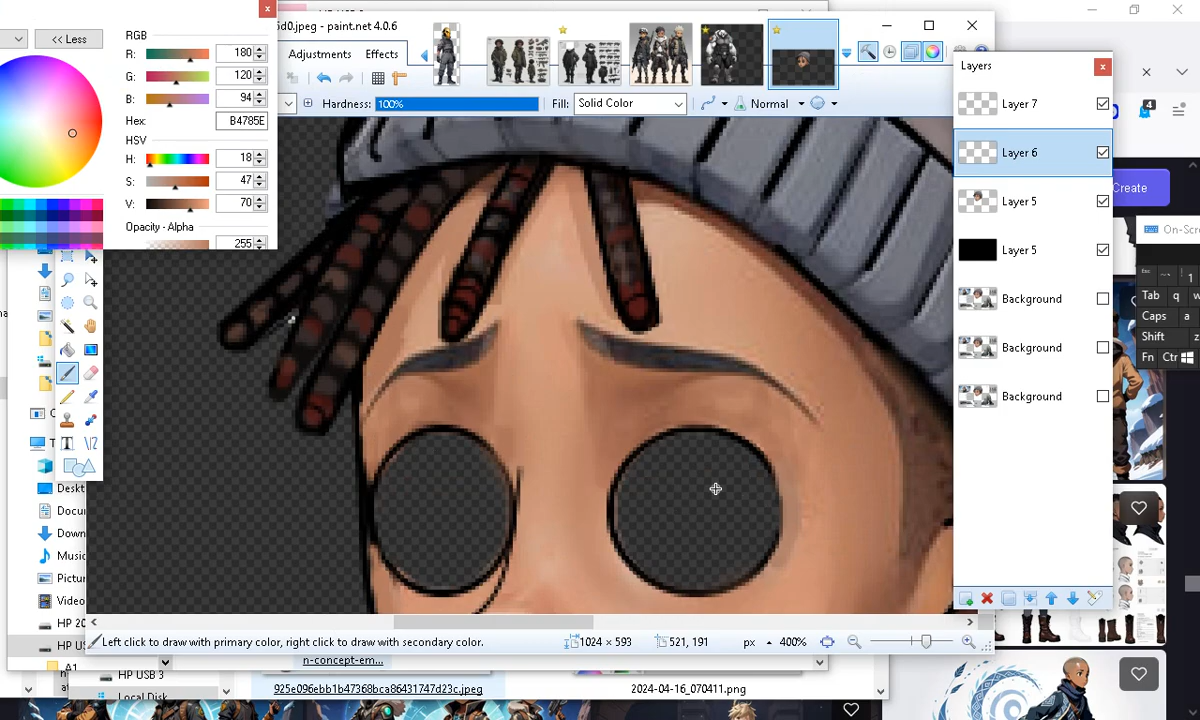 5d0.jpeg - paint.net 4.0.6
<< Less
RGB
R: 180
G: 120
B: 94
Hex: B4785E
HSV
H: 18
S: 47
V: 70
Opacity - Alpha
255
Adjustments Effects
Hardness: 100% Fill: Solid Color Normal
Layers
Layer 7
Layer 6
Layer 5
Layer 5
Background
Background
Background
Create
4
On-Scre
Tab q w
Caps a
Shift z
Fn Ctr
Deskt
Docu
Down
Music
Pictur
Video
HP 20
HP US
A1
Left click to draw with primary color, right click to draw with secondary color.
1024 × 593
521, 191
px
400%
n-concept-em...
HP USB 3
Local Disk
925e096ebb1b47368bca86431747d23c.jpeg
2024-04-16_070411.png